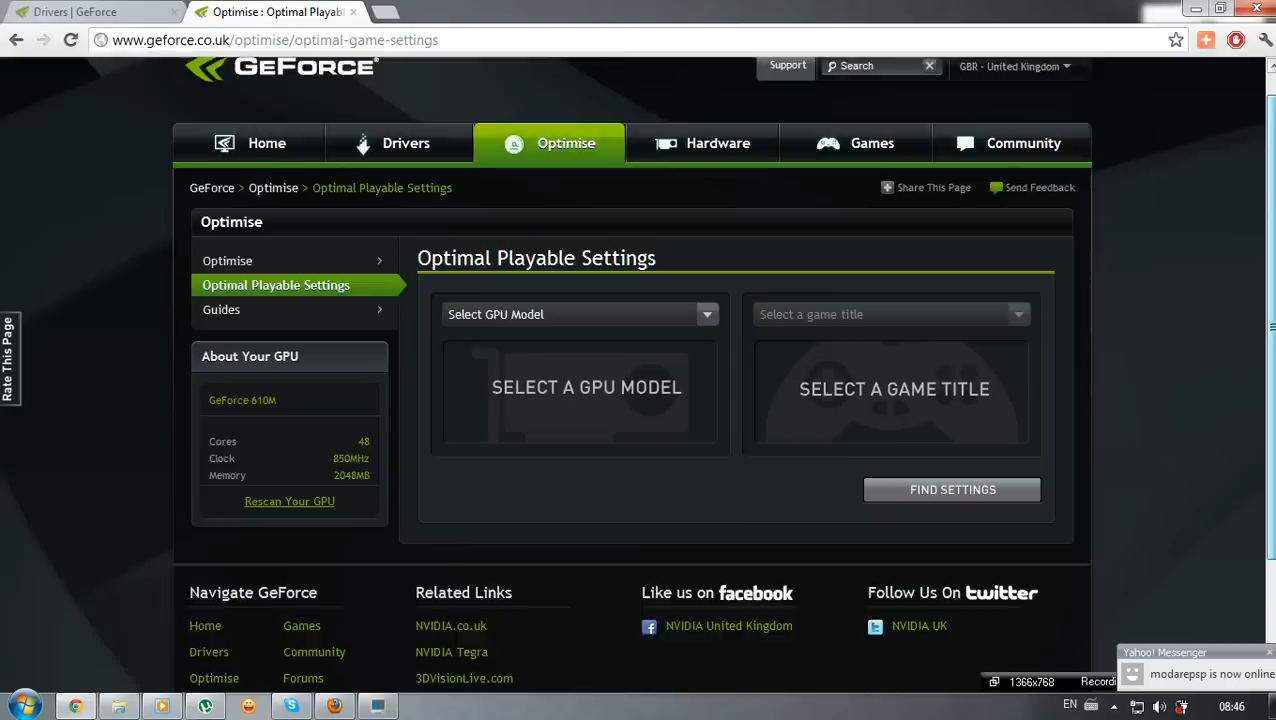 Drivers | GeForce
Optimise : Optimal Playabl
www.geforce.co.uk/optimise/optimal-game-settings
GEFORCE
Support
Search
GBR - United Kingdom
Home
Drivers
Optimise
Hardware
Games
Community
GeForce > Optimise > Optimal Playable Settings
Share This Page
Send Feedback
Optimise
Optimise
Optimal Playable Settings
Guides
Optimal Playable Settings
Select GPU Model
Select a game title
SELECT A GPU MODEL
SELECT A GAME TITLE
FIND SETTINGS
Rate This Page
About Your GPU
GeForce 610M
Cores 48
Clock 850MHz
Memory 2048MB
Rescan Your GPU
Navigate GeForce
Home
Games
Drivers
Community
Optimise
Forums
Related Links
NVIDIA.co.uk
NVIDIA Tegra
3DVisionLive.com
Like us on facebook
NVIDIA United Kingdom
Follow Us On twitter
NVIDIA UK
Yahoo! Messenger
modarepsp is now online
1366x768
Recordi
EN
08:46